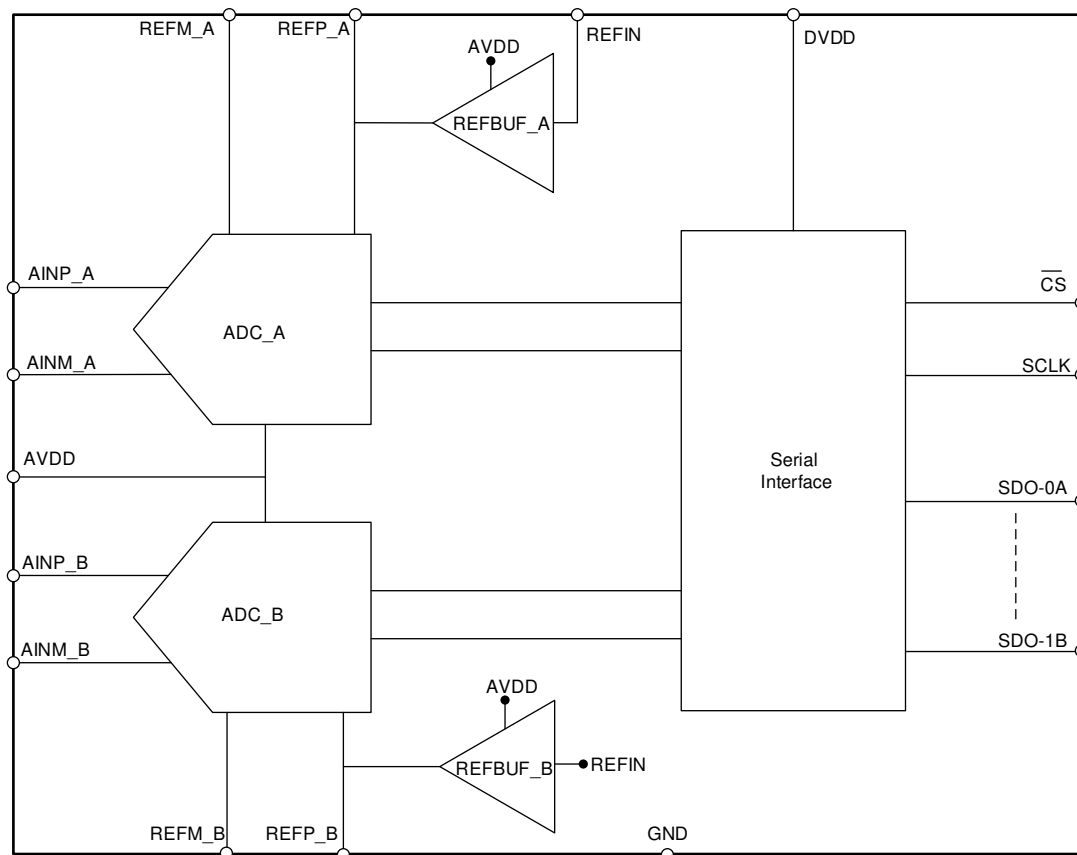 REFM_A
REFP_A
REFIN
DVDD
AVDD
REFBUF_A
AINP_A
CS
ADC_A
AINM_A
SCLK
AVDD
Serial
Interface
SDO-0A
AINP_B
ADC_B
AINM_B
SDO-1B
AVDD
REFBUF_B
REFIN
REFM_B
REFP_B
GND